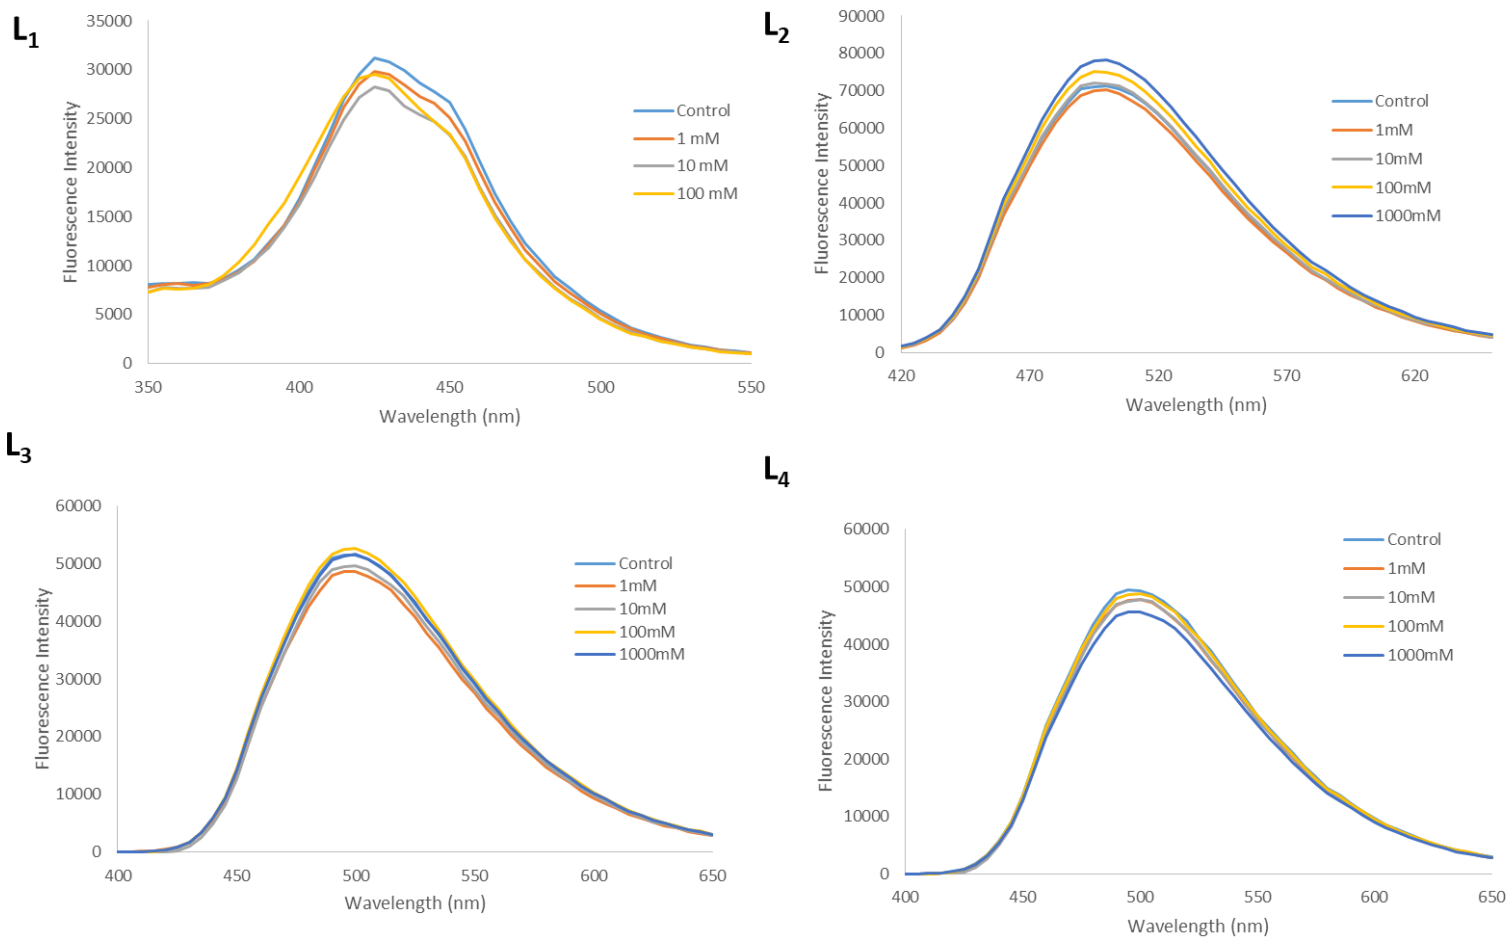 L1
35000
30000
25000
20000
15000
10000
5000
0
350
400
450
500
550
Fluorescence Intensity
Wavelength (nm)
Control
1 mM
10 mM
100 mM
L2
90000
80000
70000
60000
50000
40000
30000
20000
10000
0
420
470
520
570
620
Fluorescence Intensity
Wavelength (nm)
Control
1mM
10mM
100mM
1000mM
L3
60000
50000
40000
30000
20000
10000
0
400
450
500
550
600
650
Fluorescence Intensity
Wavelength (nm)
Control
1mM
10mM
100mM
1000mM
L4
60000
50000
40000
30000
20000
10000
0
400
450
500
550
600
650
Fluorescence Intensity
Wavelength (nm)
Control
1mM
10mM
100mM
1000mM